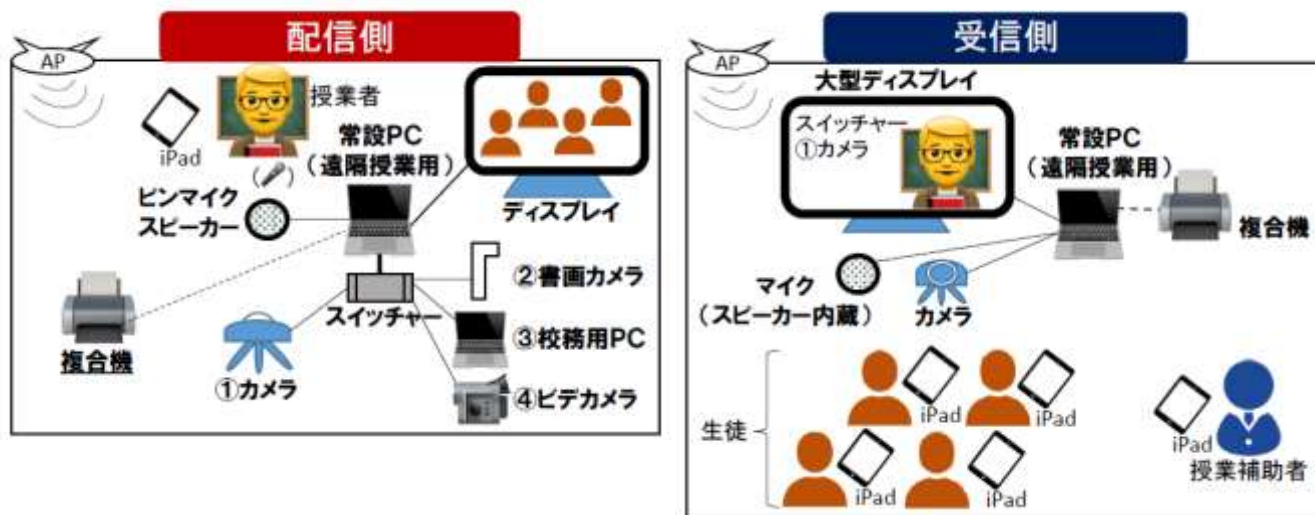 配信側
AP
授業者
iPad
常設PC
(遠隔授業用)
ピンマイク
スピーカー
ディスプレイ
②書画カメラ
スイッチャー
③校務用PC
複合機
①カメラ
④ビデカメラ
受信側
AP
大型ディスプレイ
スイッチャー
①カメラ
常設PC
(遠隔授業用)
複合機
マイク
(スピーカー内蔵)
カメラ
生徒
iPad
iPad
iPad
iPad
iPad
授業補助者